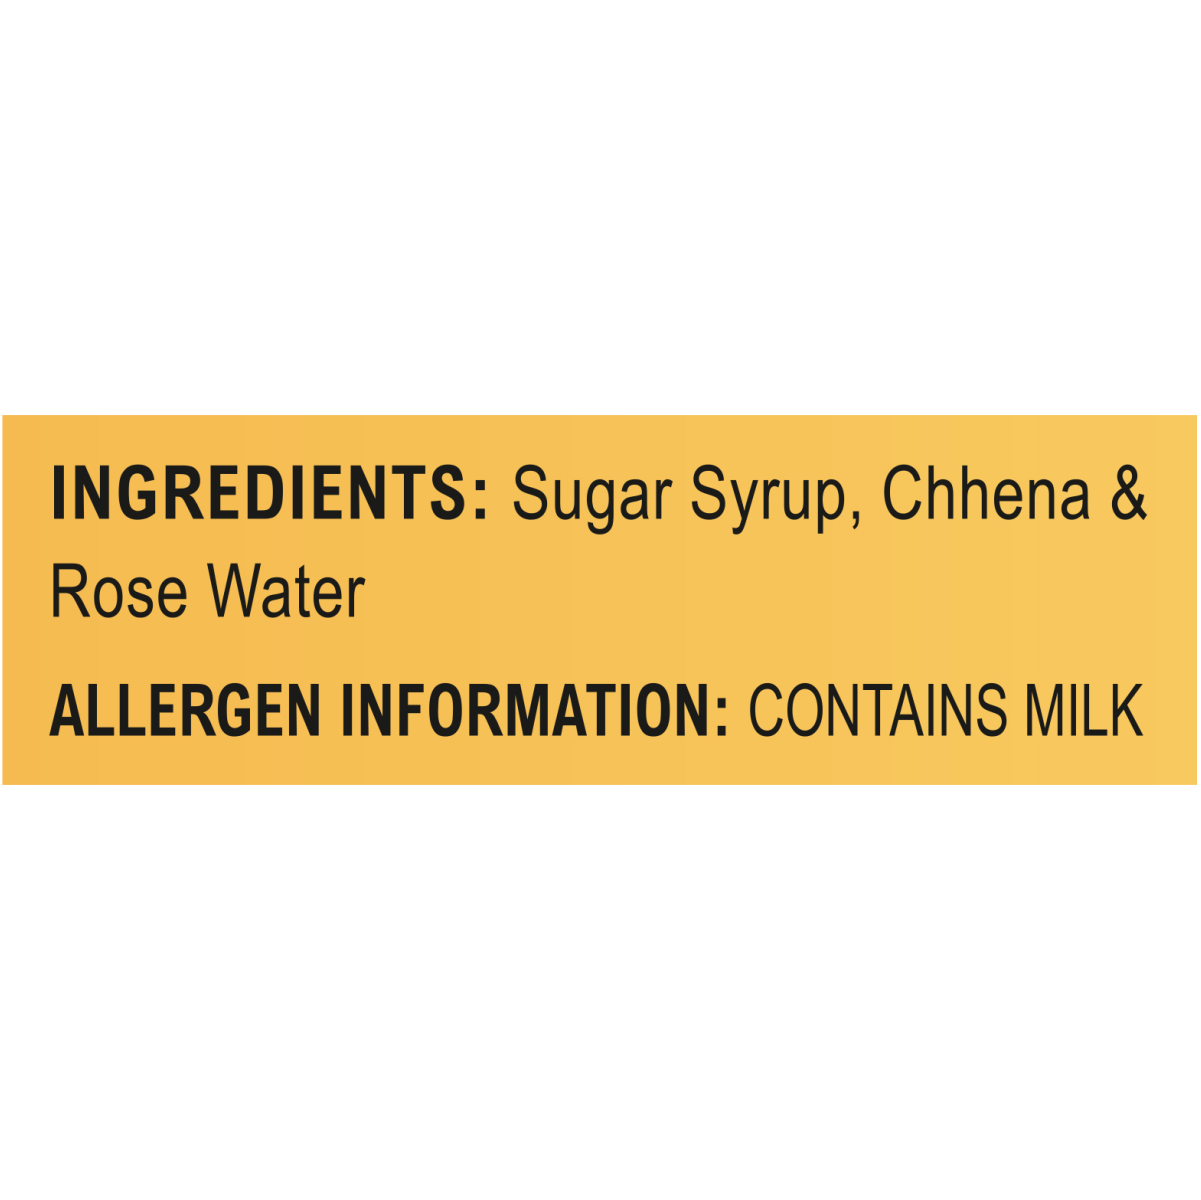 INGREDIENTS: Sugar Syrup, Chhena &
Rose Water
ALLERGEN INFORMATION: CONTAINS MILK